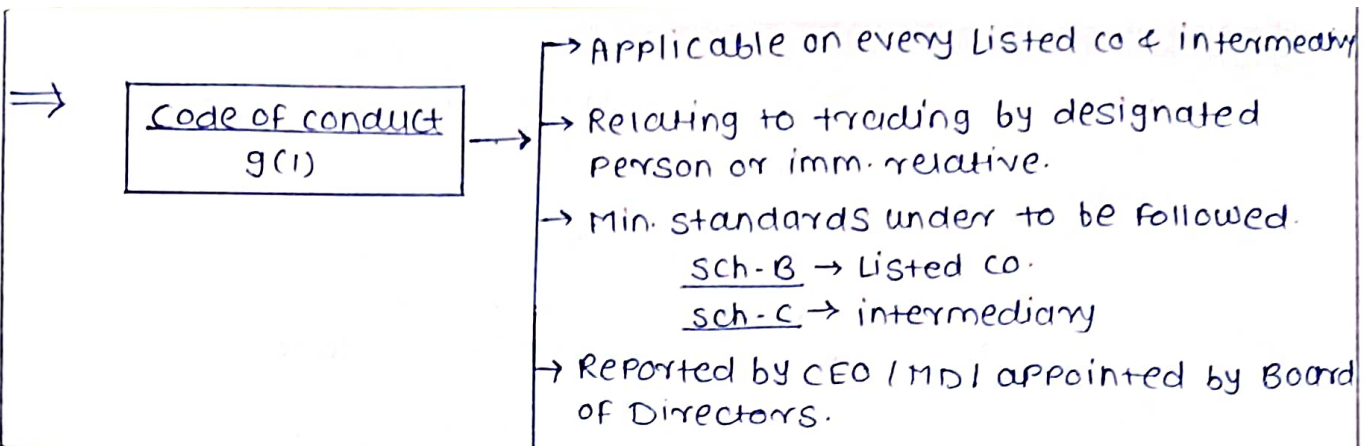 → Applicable on every Listed co & intermediary
⇒ Code of conduct →
9(1)
→ Relating to trading by designated
person or imm. relative.
→ Min. standards under to be followed.
Sch-B → Listed co.
Sch-C → intermediary
→ Reported by CEO / MD / appointed by Board
of Directors.